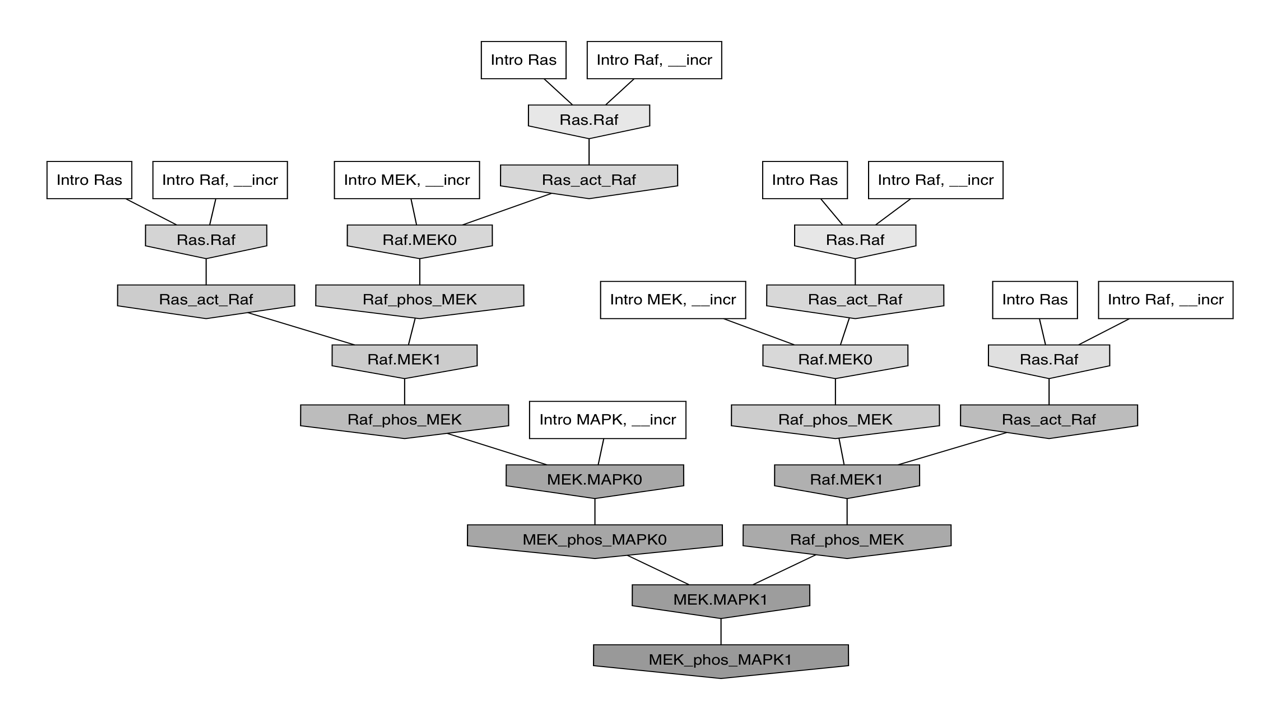 Intro Ras
Intro Raf, __incr
Ras.Raf
Intro Ras
Intro Raf, __incr
Intro MEK, __incr
Ras_act_Raf
Intro Ras
Intro Raf, __incr
Ras.Raf
Raf.MEK0
Ras.Raf
Ras_act_Raf
Raf_phos_MEK
Intro MEK, __incr
Ras_act_Raf
Intro Ras
Intro Raf, __incr
Raf.MEK1
Raf.MEK0
Ras.Raf
Raf_phos_MEK
Intro MAPK, __incr
Raf_phos_MEK
Ras_act_Raf
MEK.MAPK0
Raf.MEK1
MEK_phos_MAPK0
Raf_phos_MEK
MEK.MAPK1
MEK_phos_MAPK1